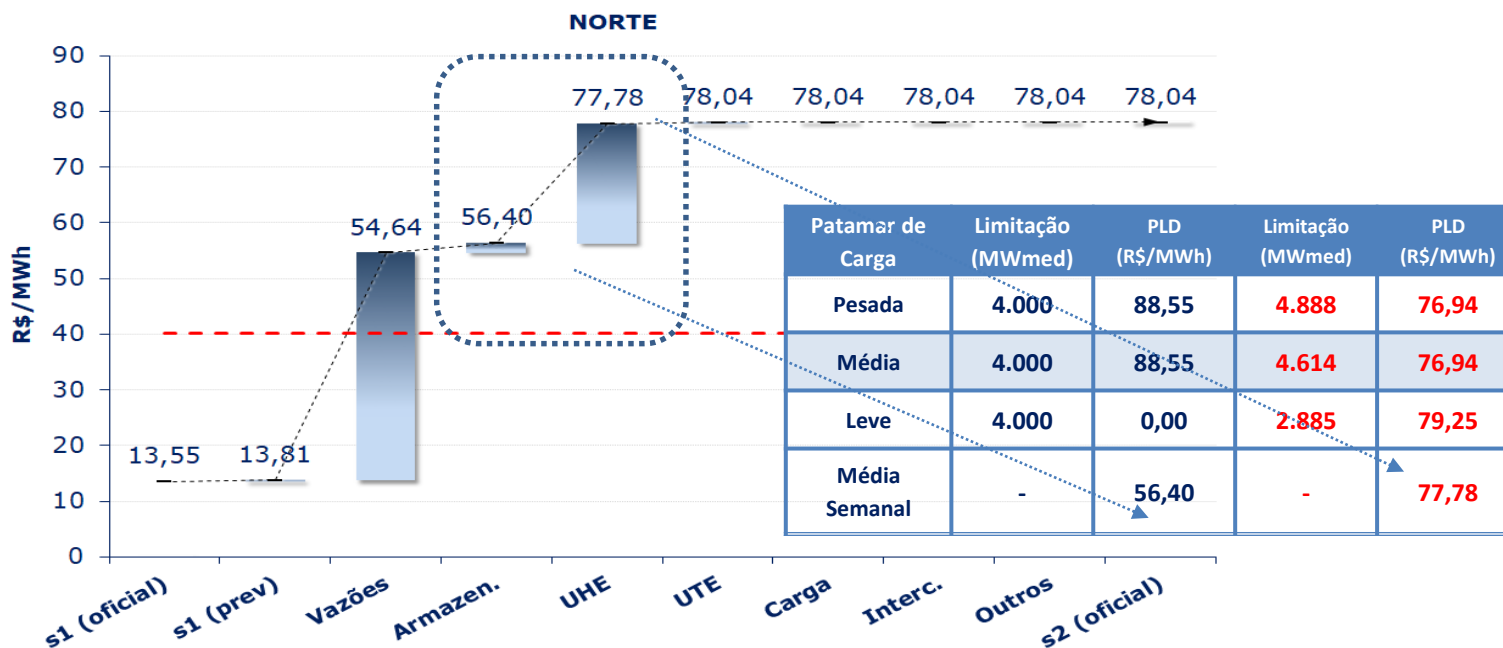 NORTE
R$/MWh
90
80
70
60
50
40
30
20
10
0
13,55
13,81
54,64
56,40
77,78
78,04
78,04
78,04
78,04
78,04
s1 (oficial)
s1 (prev)
Vazões
Armazen.
UHE
UTE
Carga
Interc.
Outros
s2 (oficial)
Patamar de Carga Limitação (MWmed) PLD (R$/MWh) Limitação (MWmed) PLD (R$/MWh)
Pesada 4.000 88,55 4.888 76,94
Média 4.000 88,55 4.614 76,94
Leve 4.000 0,00 2.885 79,25
Média Semanal - 56,40 - 77,78